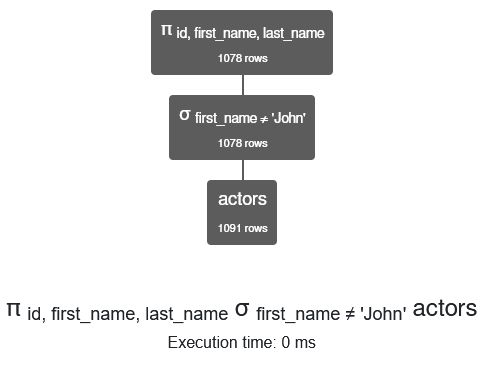 π id, first_name, last_name
1078 rows
σ first_name ≠ 'John'
1078 rows
actors
1091 rows
π id, first_name, last_name σ first_name ≠ 'John' actors
Execution time: 0 ms